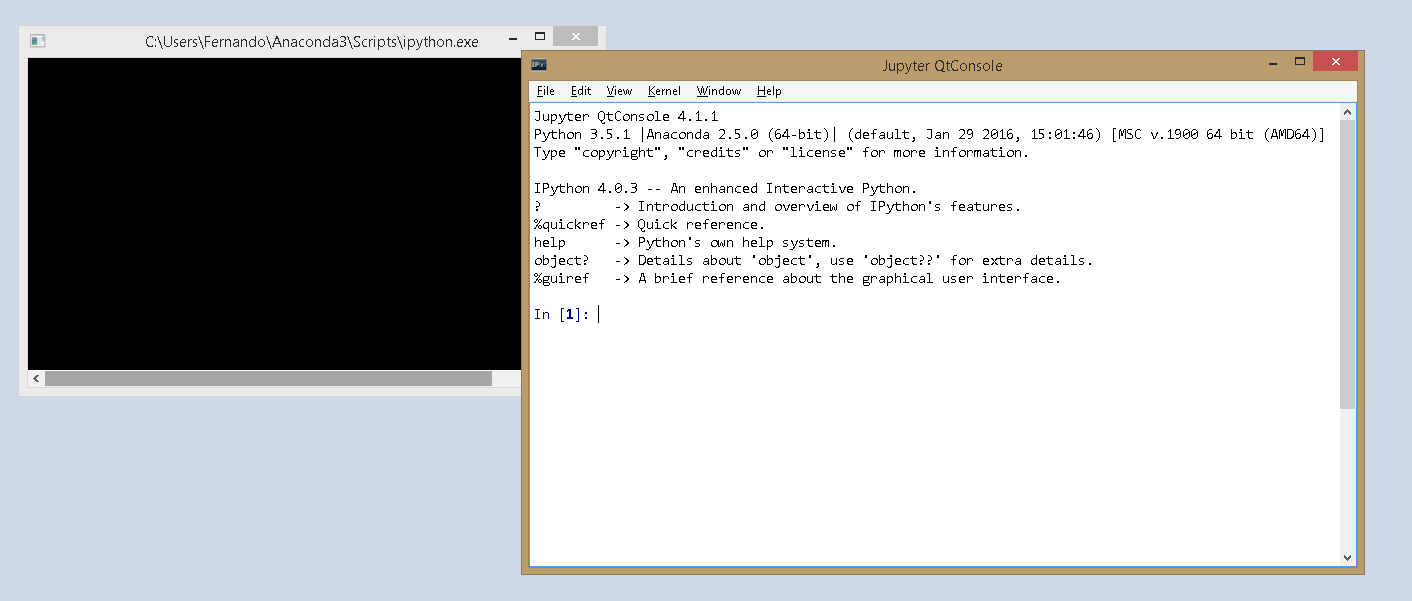 C:\Users\Fernando\Anaconda3\Scripts\ipython.exe
Jupyter QtConsole
File Edit View Kernel Window Help
Jupyter QtConsole 4.1.1
Python 3.5.1 |Anaconda 2.5.0 (64-bit)| (default, Jan 29 2016, 15:01:46) [MSC v.1900 64 bit (AMD64)]
Type "copyright", "credits" or "license" for more information.
IPython 4.0.3 -- An enhanced Interactive Python.
?         -> Introduction and overview of IPython's features.
%quickref -> Quick reference.
help      -> Python's own help system.
object?   -> Details about 'object', use 'object??' for extra details.
%guiref   -> A brief reference about the graphical user interface.
In [1]: